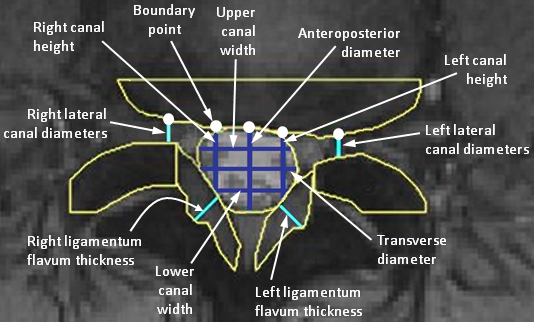 Right canal
height
Boundary
point
Upper
canal
width
Anteroposterior
diameter
Left canal
height
Right lateral
canal diameters
Left lateral
canal diameters
Right ligamentum
flavum thickness
Lower
canal
width
Left ligamentum
flavum thickness
Transverse
diameter